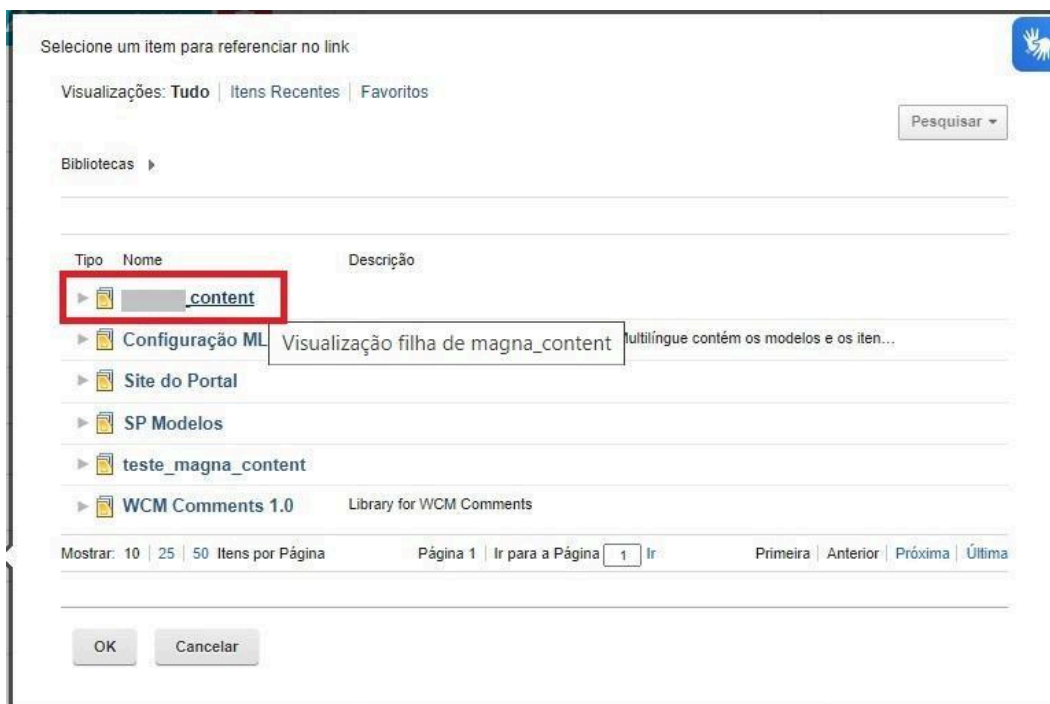 Selecione um item para referenciar no link
Visualizações: Tudo | Itens Recentes | Favoritos
Pesquisar
Bibliotecas
Tipo Nome Descrição
_content
Configuração ML Multilíngue contém os modelos e os iten...
Visualização filha de magna_content
Site do Portal
SP Modelos
teste_magna_content
WCM Comments 1.0 Library for WCM Comments
Mostrar: 10 | 25 | 50 Itens por Página Página 1 | Ir para a Página 1 Ir Primeira | Anterior | Próxima | Última
OK Cancelar